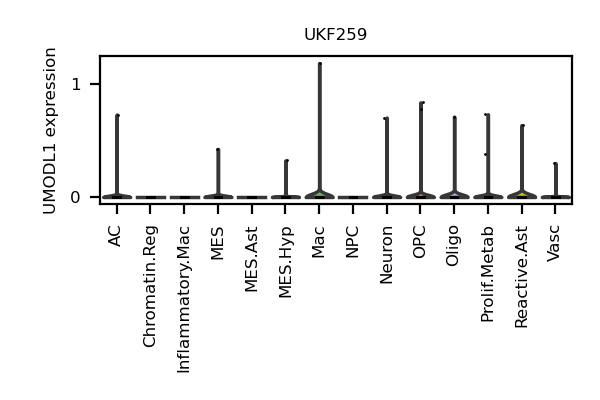 UKF259
UMODL1 expression
1
0
AC
Chromatin.Reg
Inflammatory.Mac
MES
MES.Ast
MES.Hyp
Mac
NPC
Neuron
OPC
Oligo
Prolif.Metab
Reactive.Ast
Vasc